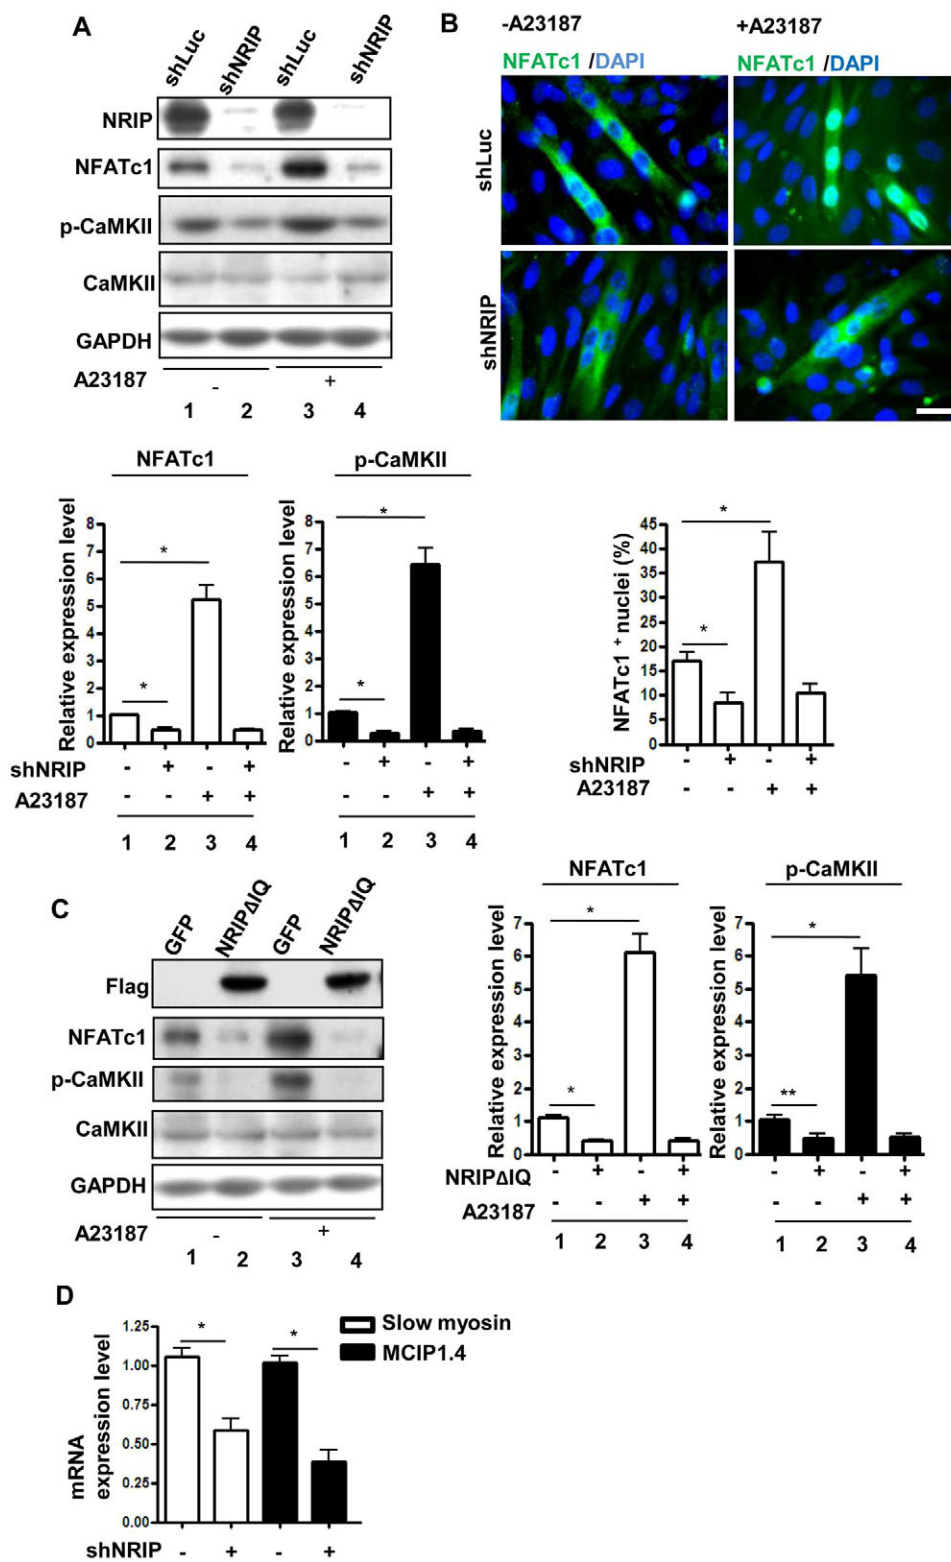 A
shLuc
shNRIP
shLuc
shNRIP
NRIP
NFATc1
p-CaMKII
CaMKII
GAPDH
A23187
- +
1 2 3 4
B
-A23187 +A23187
NFATc1 /DAPI NFATc1 /DAPI
shLuc
shNRIP
NFATc1
Relative expression level
8
7
6
5
4
3
2
1
0
shNRIP - + - +
A23187 - - + +
1 2 3 4
* *
p-CaMKII
Relative expression level
8
7
6
5
4
3
2
1
0
- + - +
- - + +
1 2 3 4
* *
NFATc1 + nuclei (%)
45
40
35
30
25
20
15
10
5
0
* *
shNRIP - + - +
A23187 - - + +
C
GFP
NRIPΔIQ
GFP
NRIPΔIQ
Flag
NFATc1
p-CaMKII
CaMKII
GAPDH
A23187
- +
1 2 3 4
NFATc1
Relative expression level
7
6
5
4
3
2
1
0
* *
NRIPΔIQ - + - +
A23187 - - + +
1 2 3 4
p-CaMKII
Relative expression level
7
6
5
4
3
2
1
0
* **
- + - +
- - + +
1 2 3 4
D
mRNA
expression level
1.25
1.00
0.75
0.50
0.25
0.00
* *
Slow myosin
MCIP1.4
shNRIP - + - +